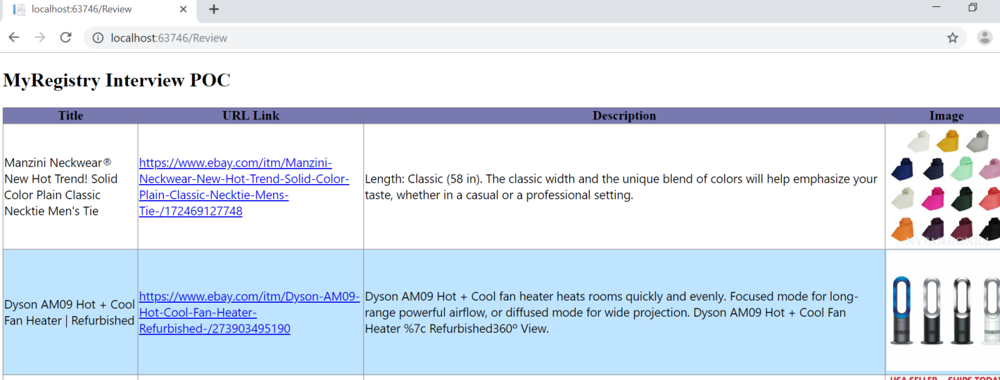 localhost:63746/Review
localhost:63746/Review
MyRegistry Interview POC
Title URL Link Description Image
Manzini Neckwear®
New Hot Trend! Solid
Color Plain Classic
Necktie Men's Tie
https://www.ebay.com/itm/Manzini-
Neckwear-New-Hot-Trend-Solid-Color-
Plain-Classic-Necktie-Mens-
Tie-/172469127748
Length: Classic (58 in). The classic width and the unique blend of colors will help emphasize your
taste, whether in a casual or a professional setting.
NYFASHION101
Dyson AM09 Hot + Cool
Fan Heater | Refurbished
https://www.ebay.com/itm/Dyson-AM09-
Hot-Cool-Fan-Heater-
Refurbished-/273903495190
Dyson AM09 Hot + Cool fan heater heats rooms quickly and evenly. Focused mode for long-
range powerful airflow, or diffused mode for wide projection. Dyson AM09 Hot + Cool Fan
Heater %7c Refurbished360º View.
USA SELLER - SHIPS TODAY